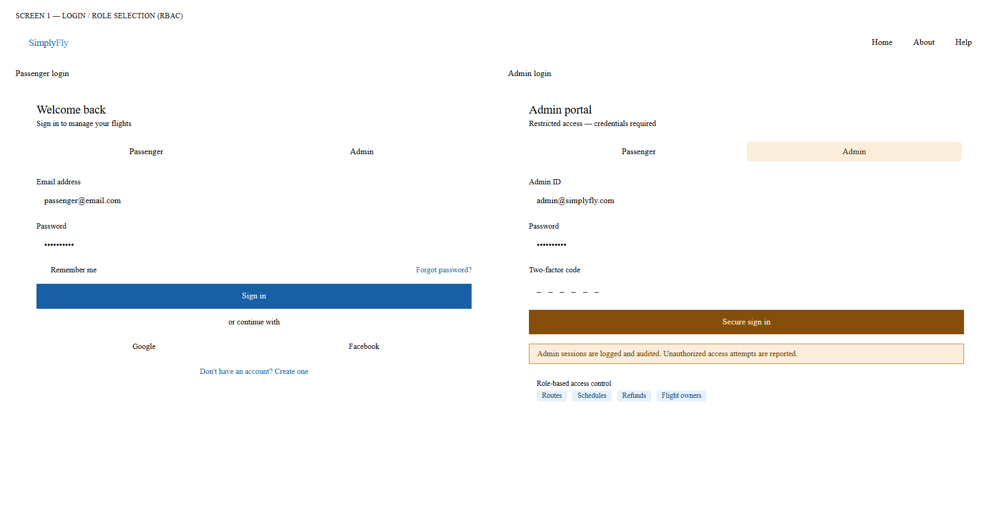 SCREEN 1 — LOGIN / ROLE SELECTION (RBAC)
SimplyFly
Home About Help
Passenger login
Welcome back
Sign in to manage your flights
Passenger Admin
Email address
passenger@email.com
Password
••••••••••
Remember me Forgot password?
Sign in
or continue with
Google Facebook
Don't have an account? Create one
Admin login
Admin portal
Restricted access — credentials required
Passenger Admin
Admin ID
admin@simplyfly.com
Password
••••••••••
Two-factor code
_ _ _ _ _ _
Secure sign in
Admin sessions are logged and audited. Unauthorized access attempts are reported.
Role-based access control
Routes Schedules Refunds Flight owners